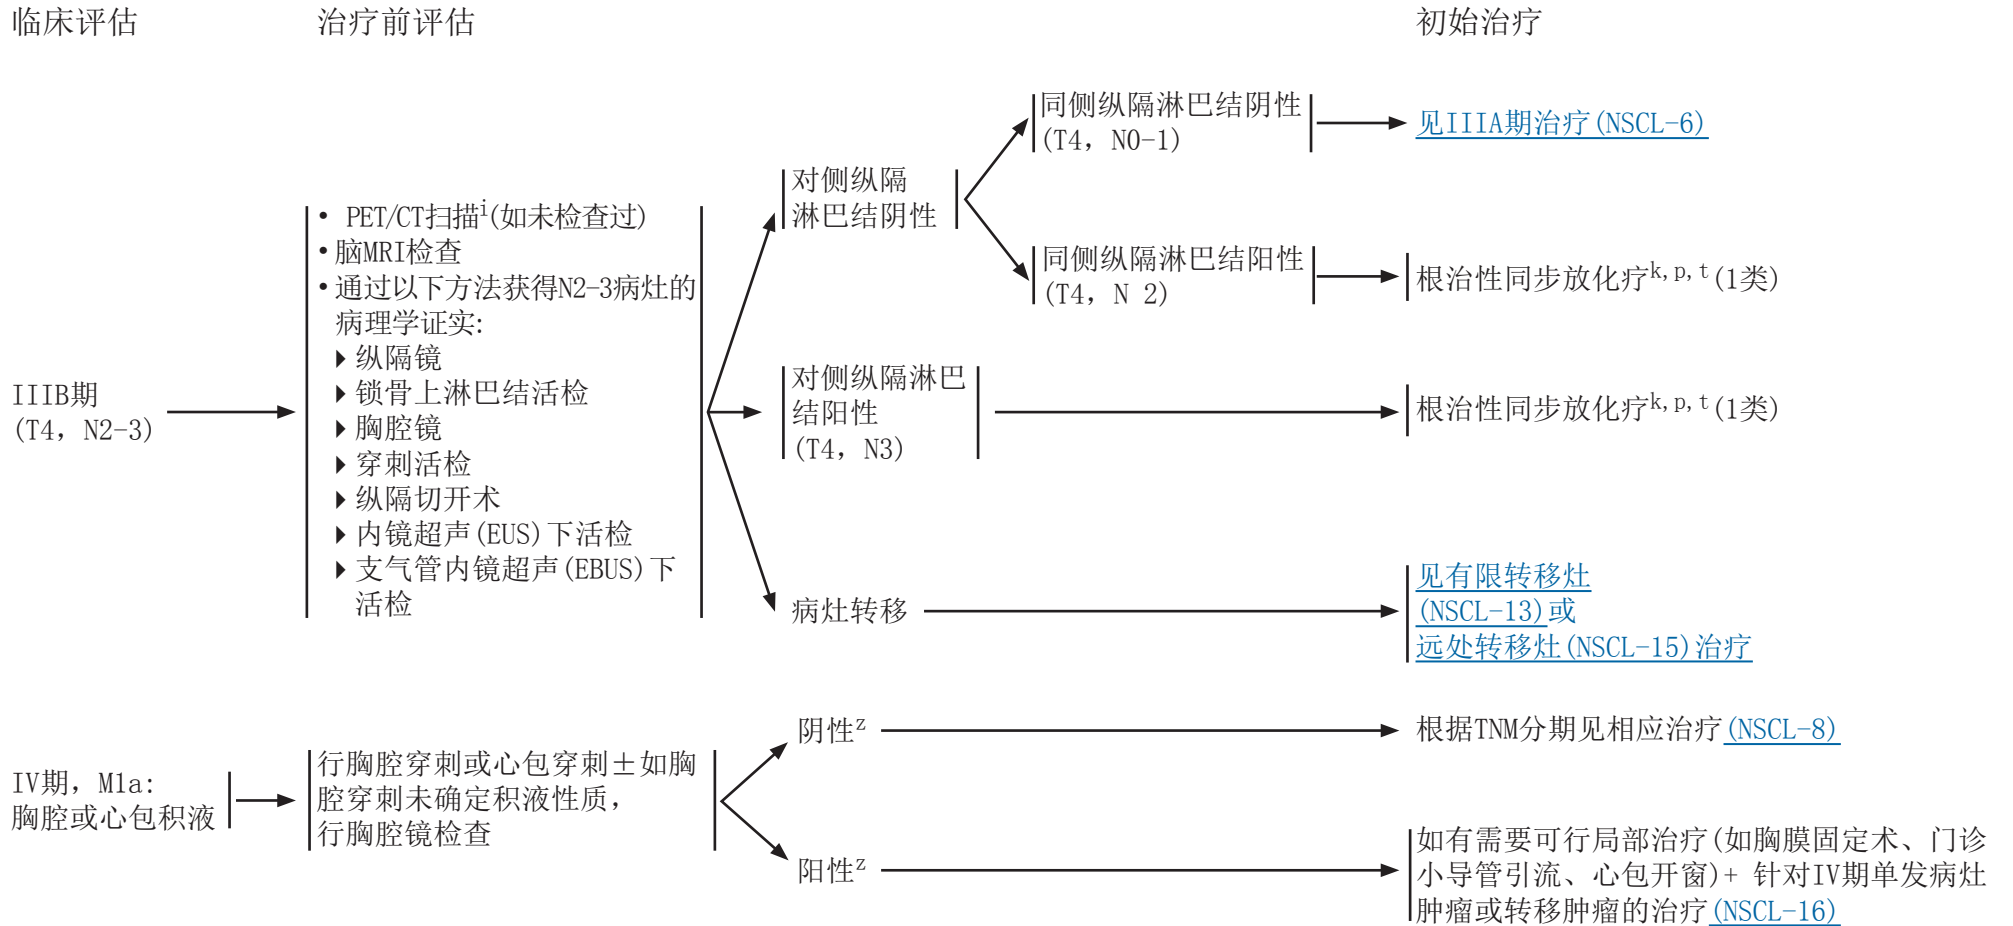 临床评估
治疗前评估
初始治疗
IIIB期
(T4, N2-3)
• PET/CT扫描i(如未检查过)
•脑MRI检查
•通过以下方法获得N2-3病灶的
病理学证实:
纵隔镜
锁骨上淋巴结活检
胸腔镜
穿刺活检
纵隔切开术
内镜超声(EUS)下活检
支气管内镜超声(EBUS)下
活检
对侧纵隔
淋巴结阴性
同侧纵隔淋巴结阴性
(T4, N0-1)
见IIIA期治疗(NSCL-6)
同侧纵隔淋巴结阳性
(T4, N 2)
根治性同步放化疗k,p,t(1类)
对侧纵隔淋巴
结阳性
(T4, N3)
根治性同步放化疗k,p,t(1类)
病灶转移
见有限转移灶
(NSCL-13)或
远处转移灶(NSCL-15)治疗
IV期, M1a:
胸腔或心包积液
行胸腔穿刺或心包穿刺±如胸
腔穿刺未确定积液性质,
行胸腔镜检查
阴性z
根据TNM分期见相应治疗(NSCL-8)
阳性z
如有需要可行局部治疗(如胸膜固定术、门诊
小导管引流、心包开窗)+ 针对IV期单发病灶
肿瘤或转移肿瘤的治疗(NSCL-16)